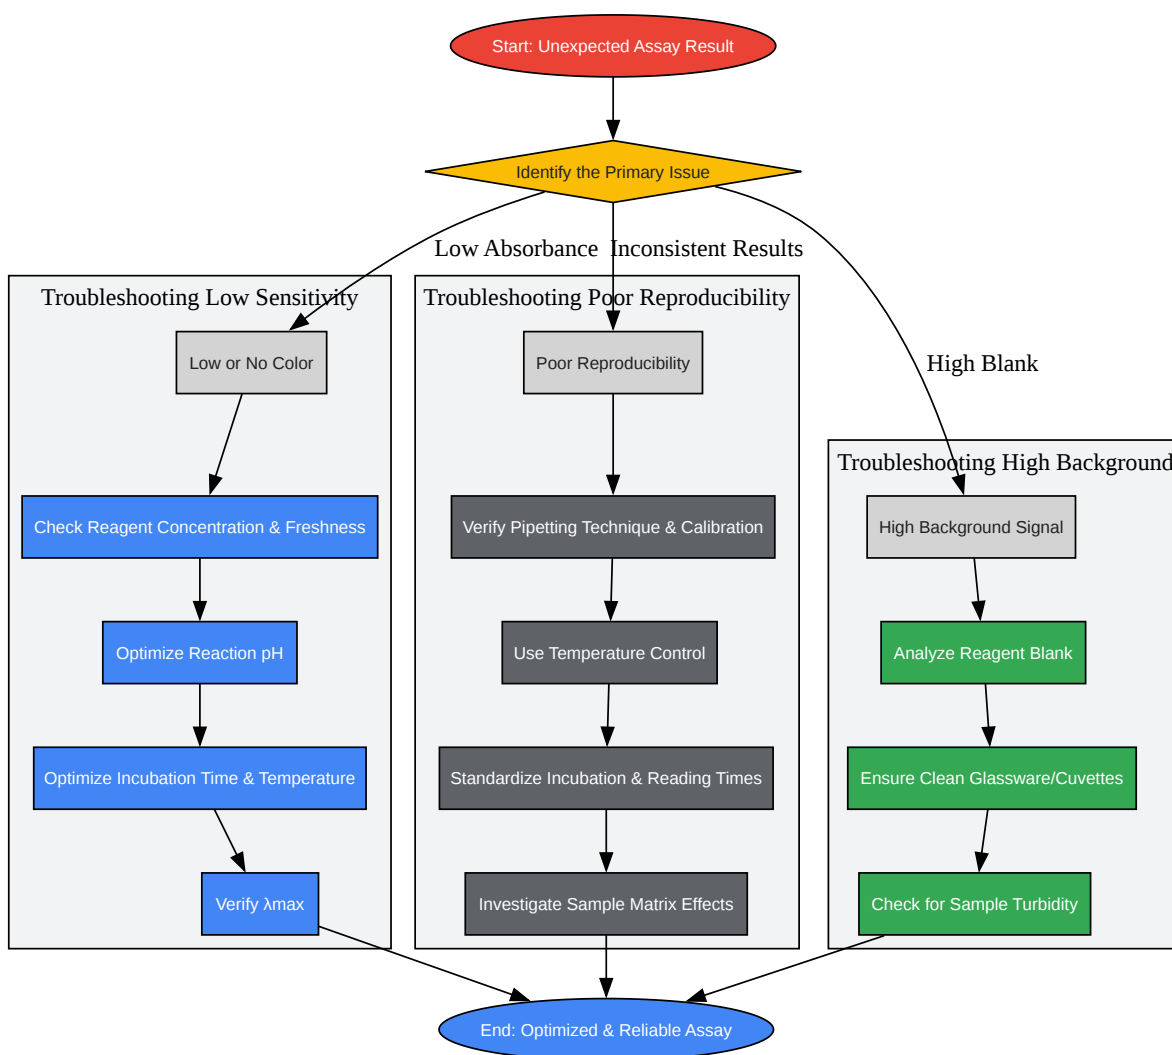 Start: Unexpected Assay Result
Identify the Primary Issue
Low Absorbance
Inconsistent Results
High Blank
Troubleshooting Low Sensitivity
Low or No Color
Check Reagent Concentration & Freshness
Optimize Reaction pH
Optimize Incubation Time & Temperature
Verify λmax
Troubleshooting Poor Reproducibility
Poor Reproducibility
Verify Pipetting Technique & Calibration
Use Temperature Control
Standardize Incubation & Reading Times
Investigate Sample Matrix Effects
Troubleshooting High Background
High Background Signal
Analyze Reagent Blank
Ensure Clean Glassware/Cuvettes
Check for Sample Turbidity
End: Optimized & Reliable Assay